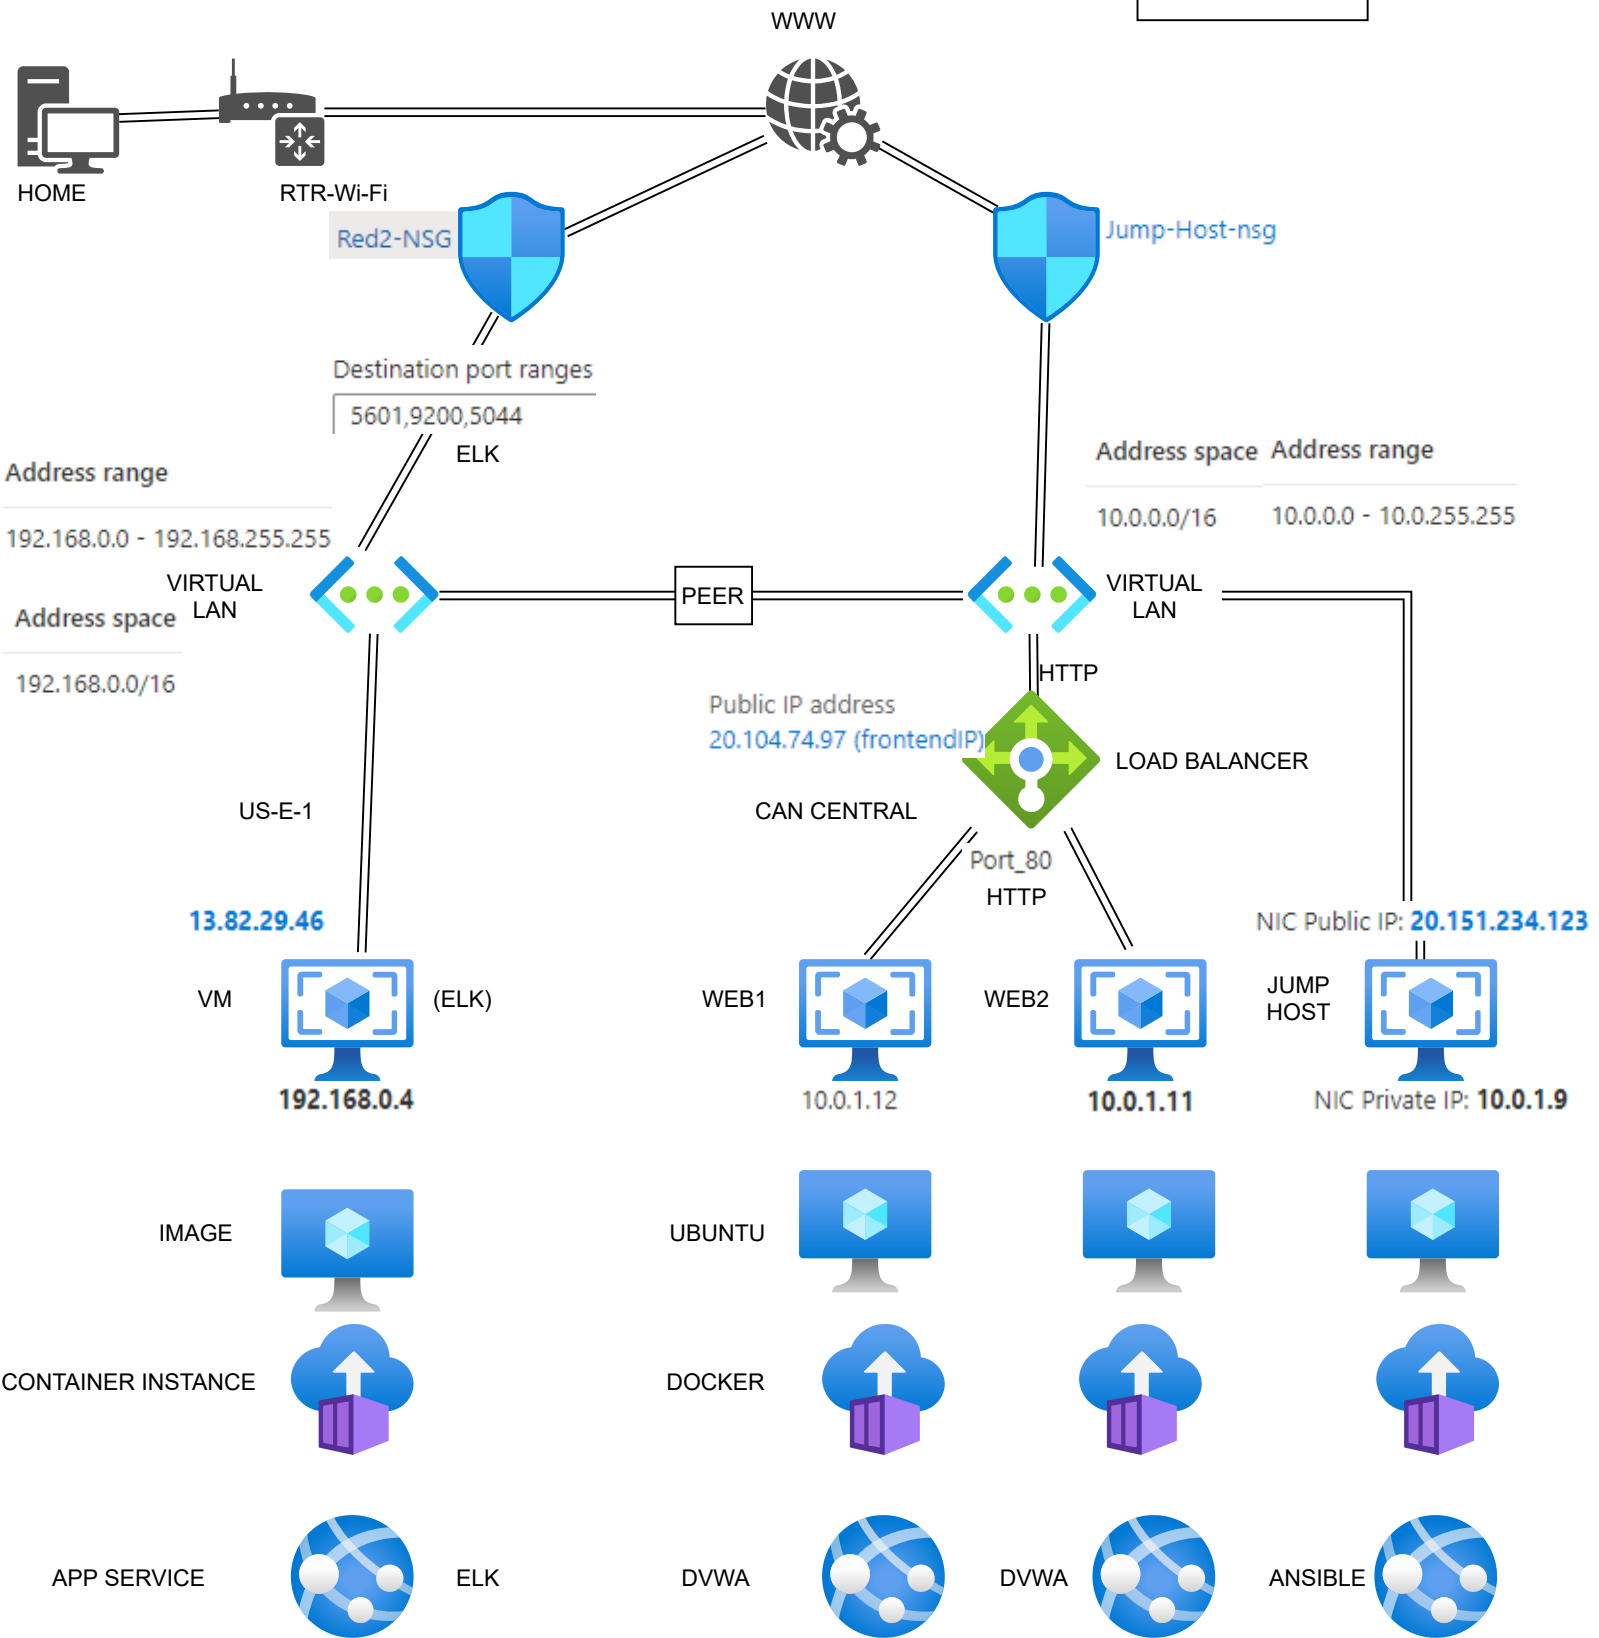 WWW
HOME
RTR-Wi-Fi
Red2-NSG
Jump-Host-nsg
Destination port ranges
5601,9200,5044
ELK
Address range
192.168.0.0 - 192.168.255.255
Address space
10.0.0.0/16
Address range
10.0.0.0 - 10.0.255.255
VIRTUAL
LAN
Address space
192.168.0.0/16
PEER
VIRTUAL
LAN
HTTP
Public IP address
20.104.74.97 (frontendIP)
LOAD BALANCER
US-E-1
CAN CENTRAL
Port_80
HTTP
13.82.29.46
NIC Public IP: 20.151.234.123
VM
(ELK)
WEB1
WEB2
JUMP
HOST
192.168.0.4
10.0.1.12
10.0.1.11
NIC Private IP: 10.0.1.9
IMAGE
UBUNTU
CONTAINER INSTANCE
DOCKER
APP SERVICE
ELK
DVWA
DVWA
ANSIBLE